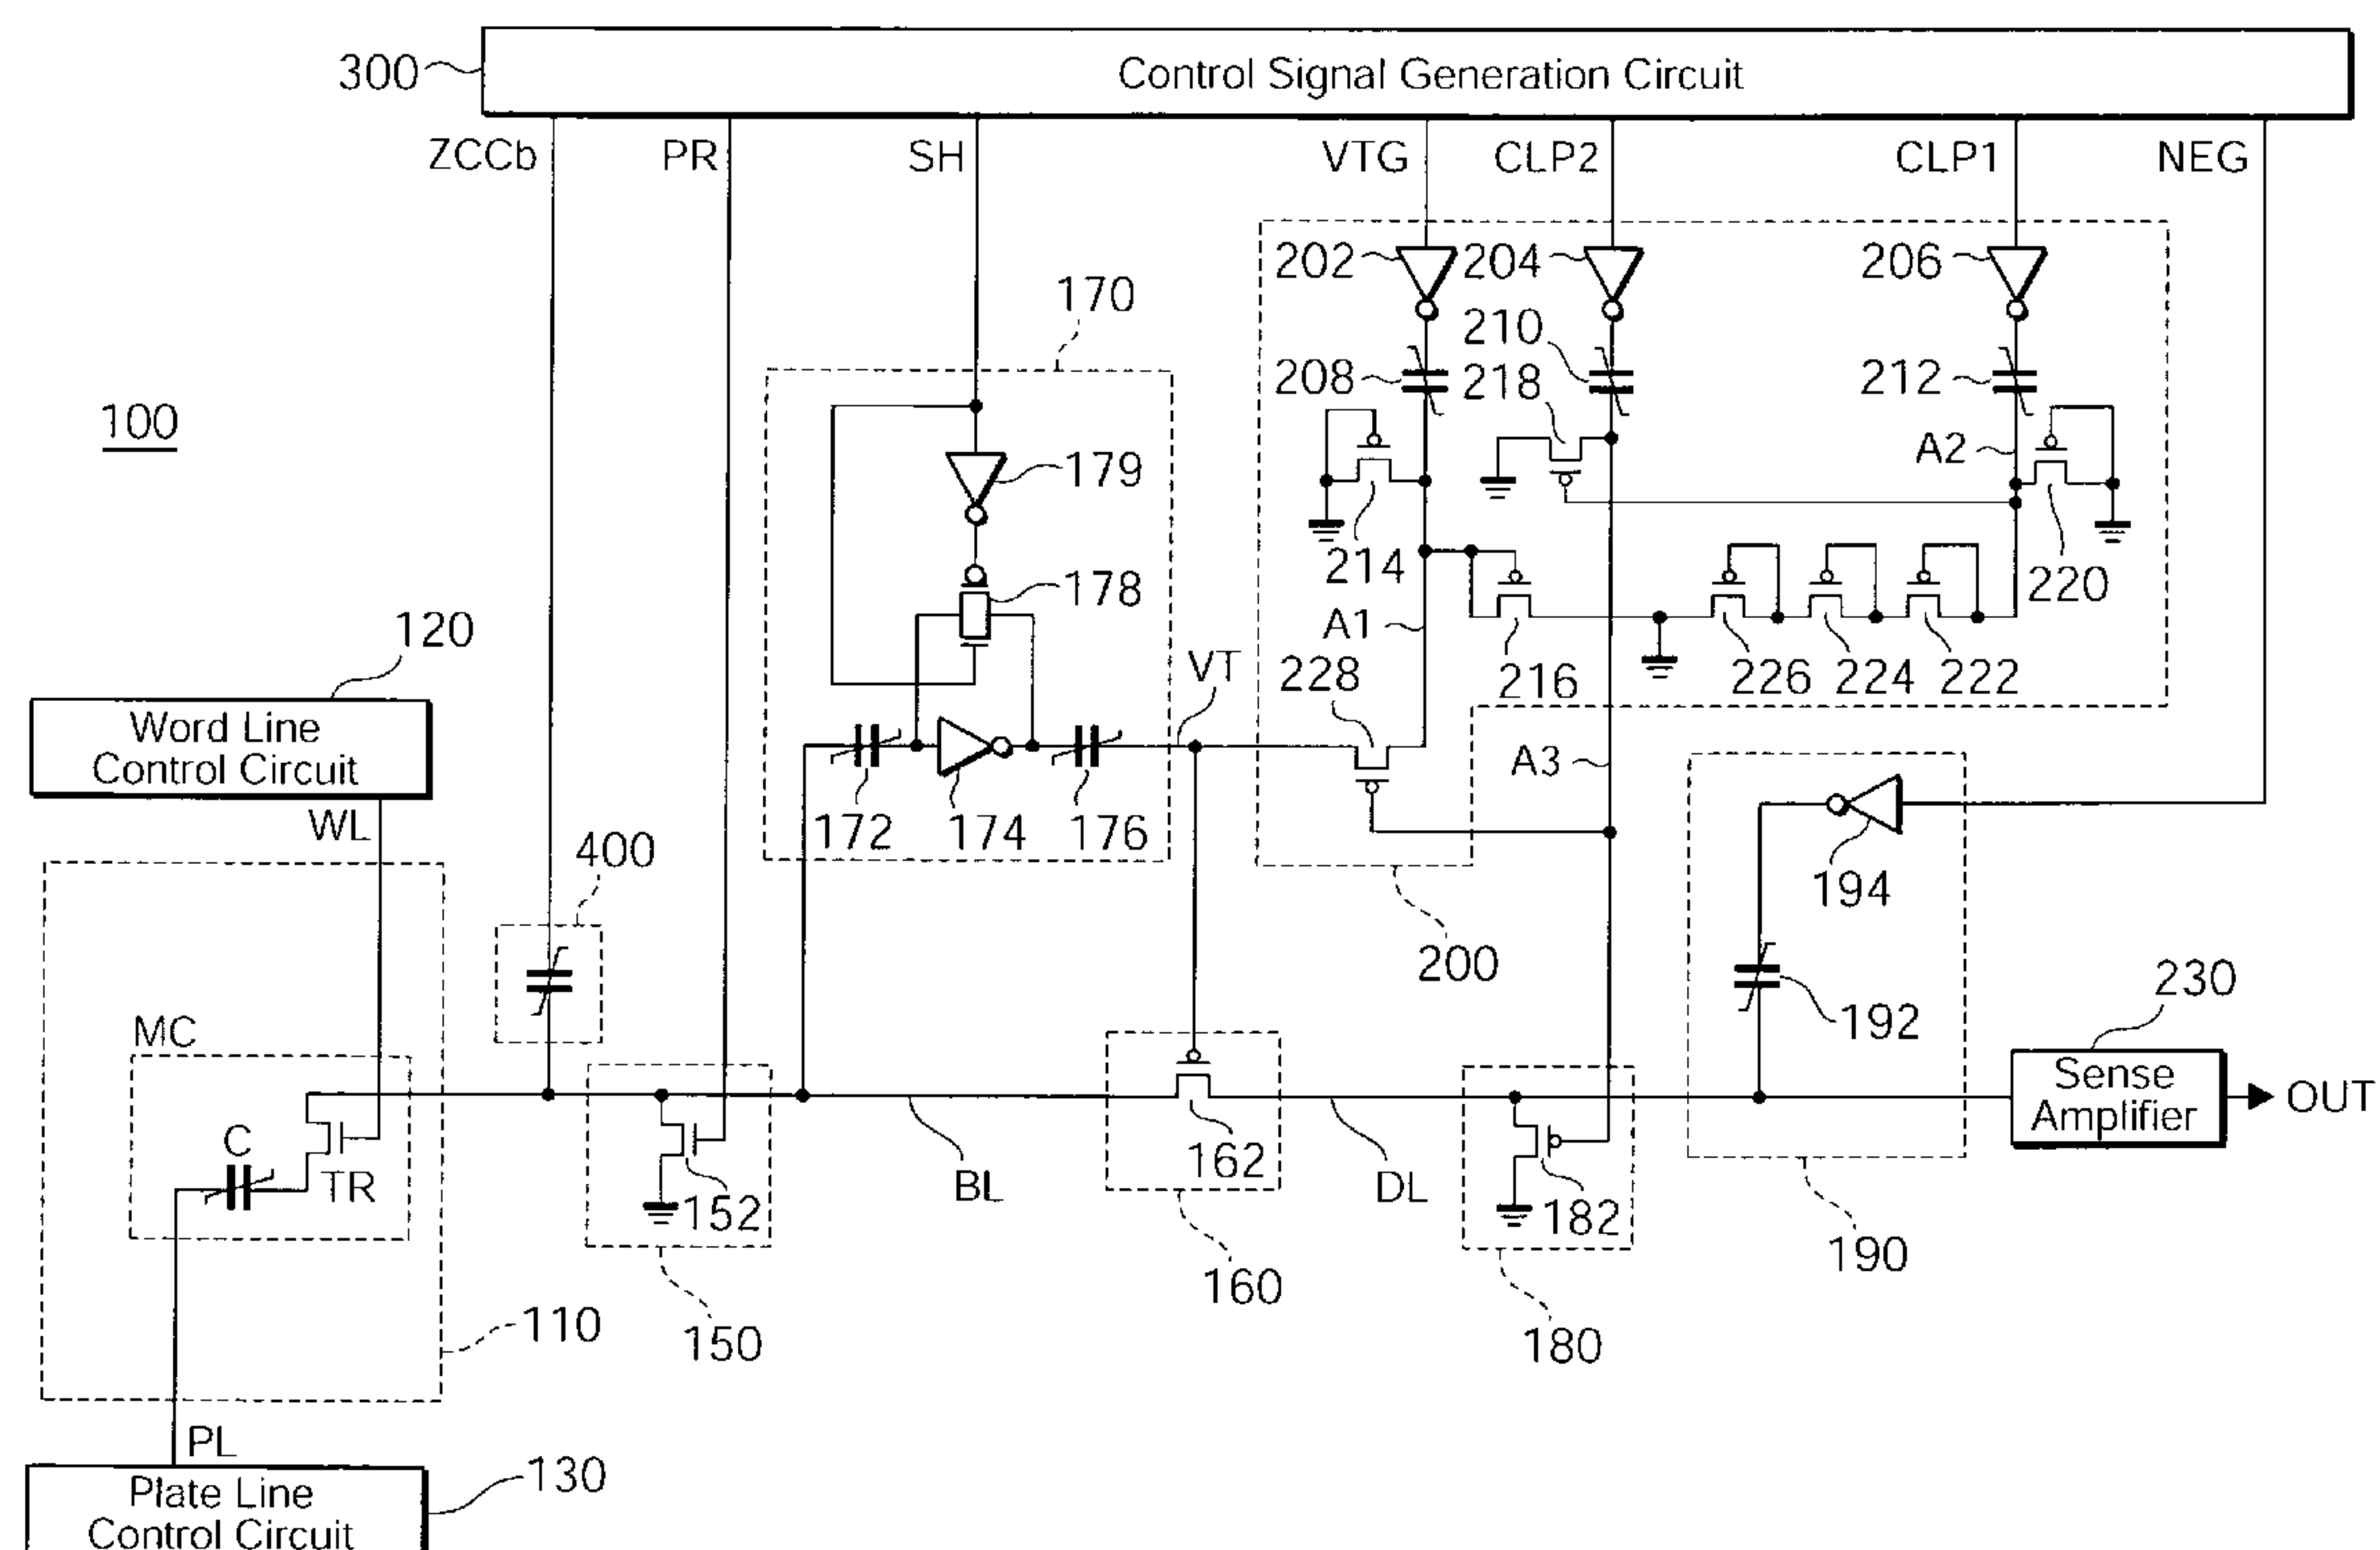 300
Control Signal Generation Circuit
ZCCb
PR
SH
VTG
CLP2
CLP1
NEG
202
204
206
170
210
208
218
212
100
A2
179
214
220
178
120
A1
VT
228
216
226
224
222
Word Line
Control Circuit
A3
WL
172
174
176
400
194
200
230
MC
192
Sense
Amplifier
OUT
C
TR
BL
162
DL
152
182
190
160
110
150
180
PL
130
Plate Line
Control Circuit